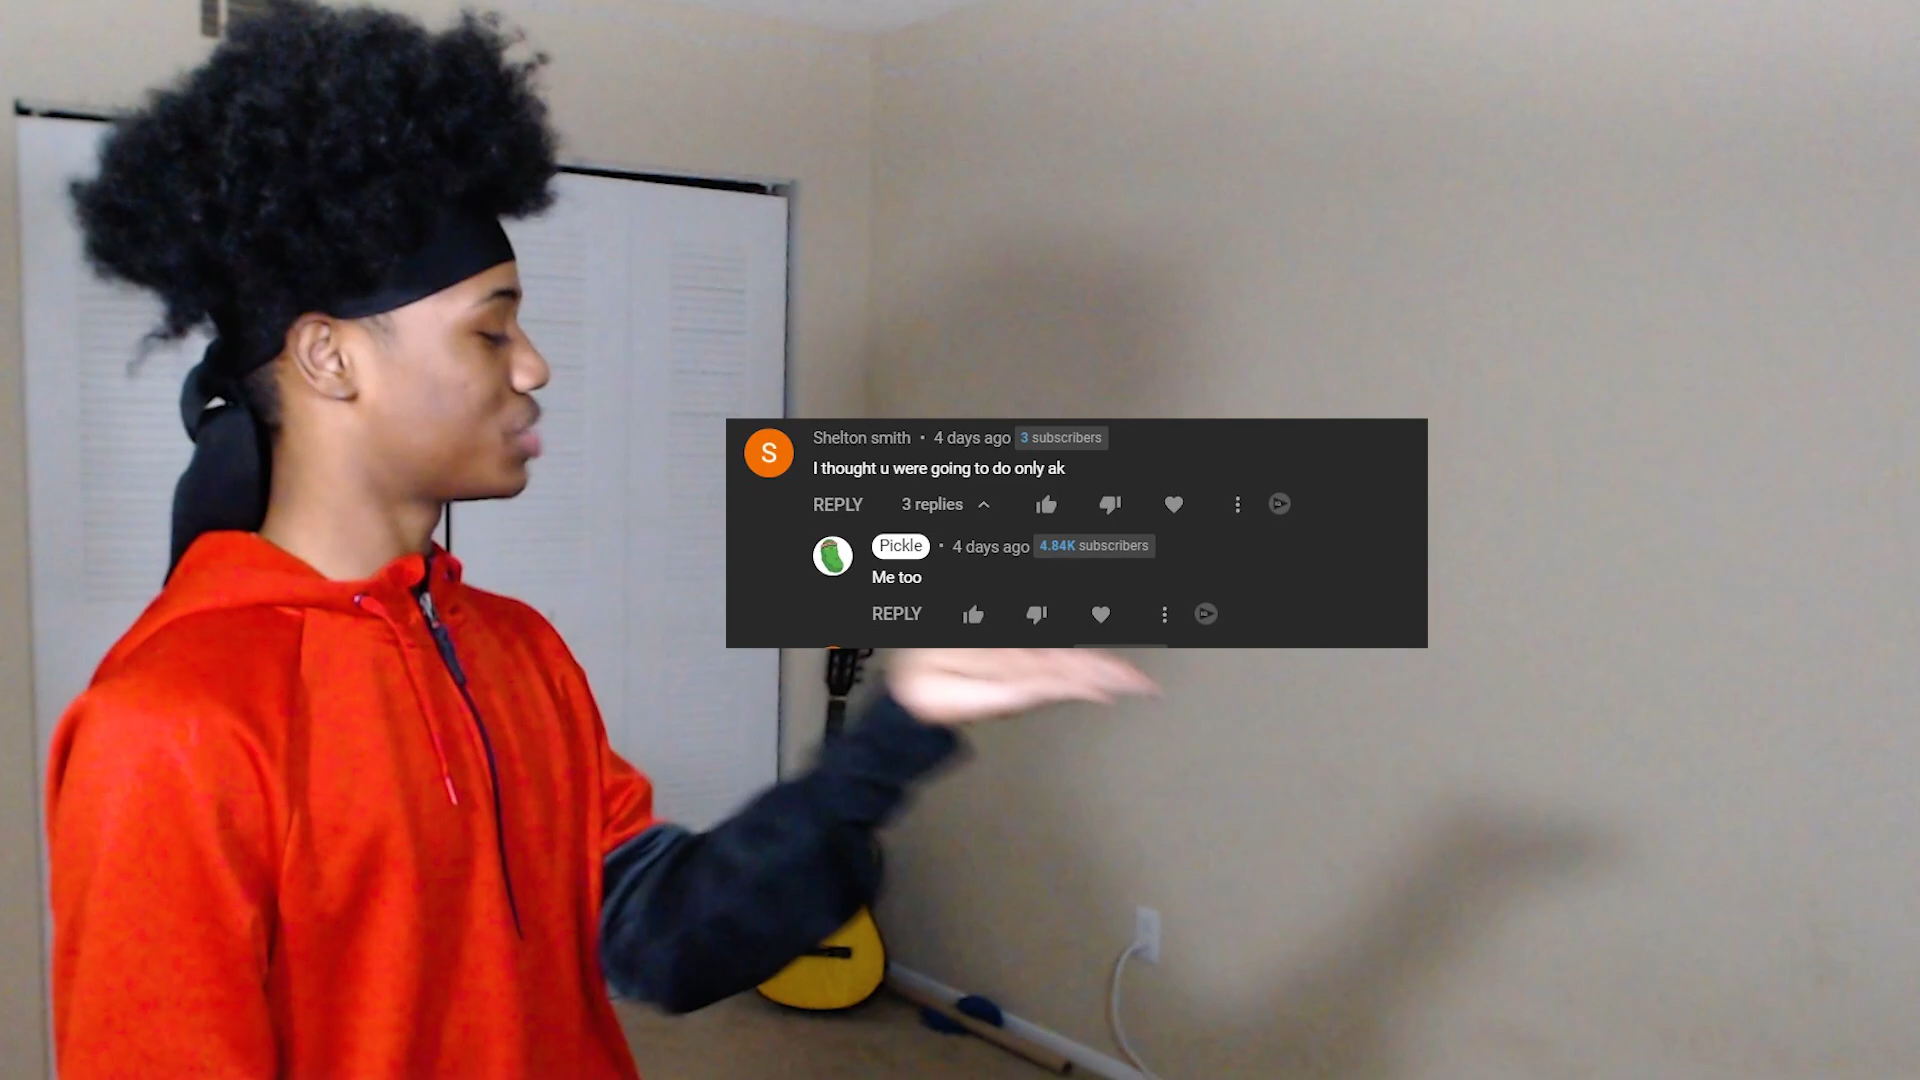 S
Shelton smith • 4 days ago 3 subscribers
I thought u were going to do only ak
REPLY 3 replies
Pickle • 4 days ago 4.84K subscribers
Me too
REPLY